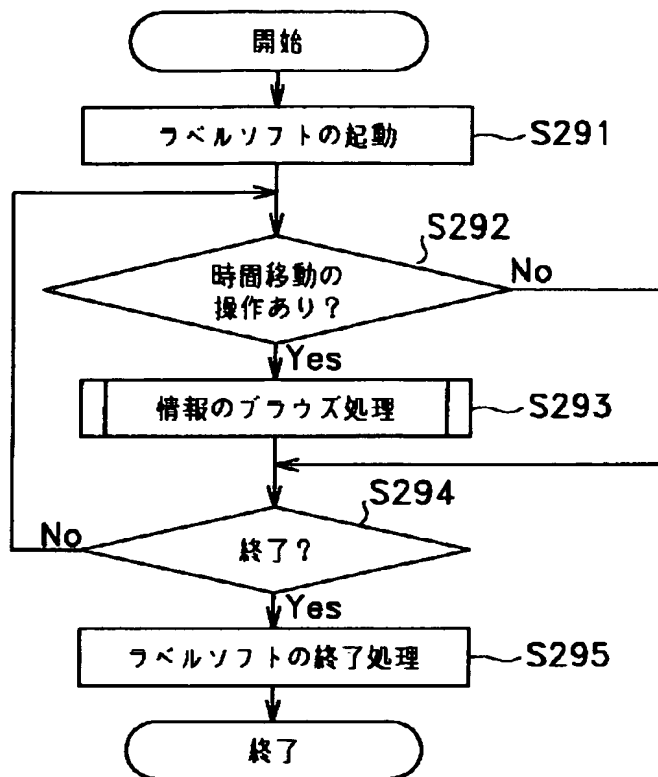 開始
ラベルソフトの起動
S291
S292
時間移動の
操作あり?
No
Yes
情報のブラウズ処理
S293
S294
No
終了?
Yes
ラベルソフトの終了処理
S295
終了